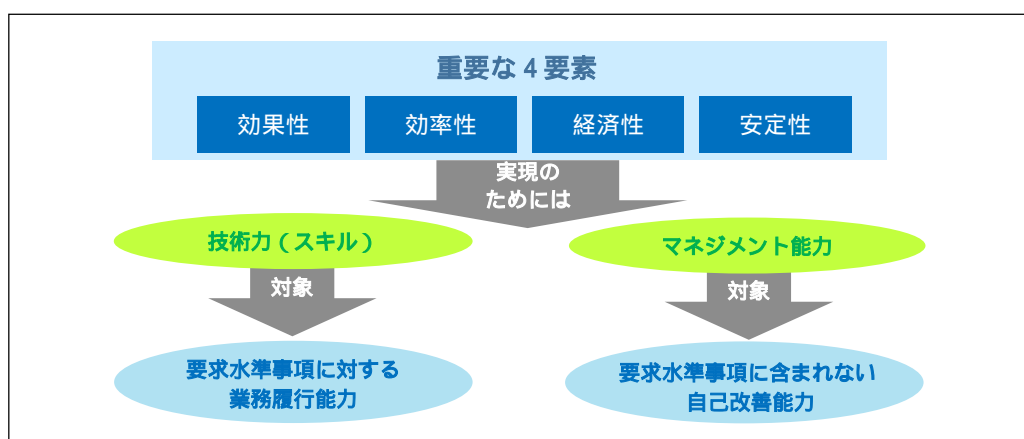 重要な4要素
効果性
効率性
経済性
安定性
実現の
ためには
技術力(スキル)
マネジメント能力
対象
対象
要求水準事項に対する
業務履行能力
要求水準事項に含まれない
自己改善能力